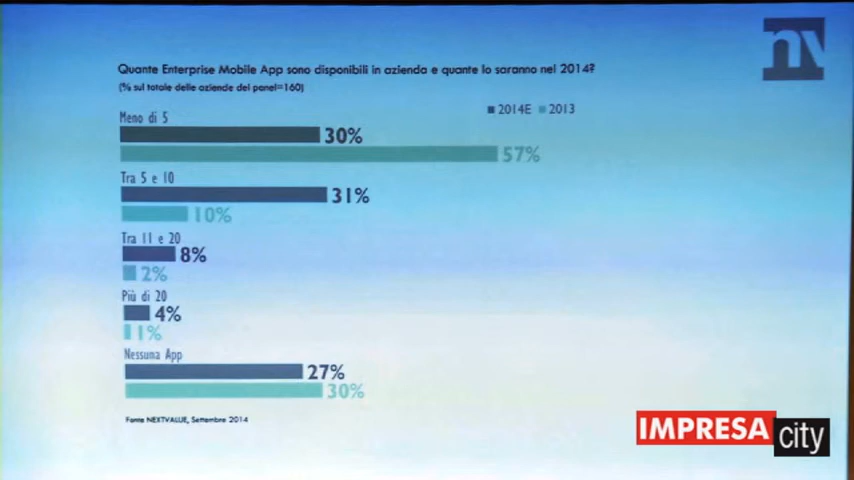 nv
Quante Enterprise Mobile App sono disponibili in azienda e quante lo saranno nel 2014?
(% sul totale delle aziende del panel=160)
2014E 2013
Meno di 5
30%
57%
Tra 5 e 10
31%
10%
Tra 11 e 20
8%
2%
Più di 20
4%
1%
Nessuna App
27%
30%
Fonte NEXTVALUE, Settembre 2014
IMPRESA
city